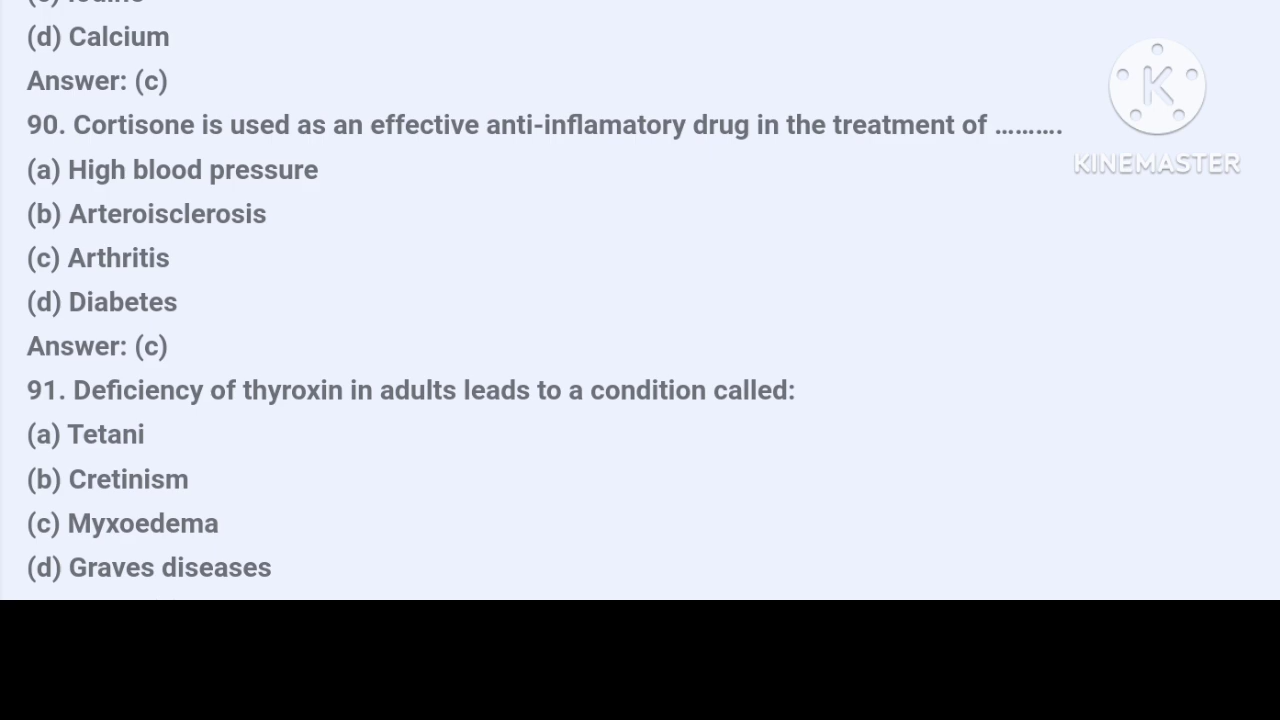 (d) Calcium
Answer: (c)
90. Cortisone is used as an effective anti-inflamatory drug in the treatment of ……….
(a) High blood pressure
(b) Arteroisclerosis
(c) Arthritis
(d) Diabetes
Answer: (c)
91. Deficiency of thyroxin in adults leads to a condition called:
(a) Tetani
(b) Cretinism
(c) Myxoedema
(d) Graves diseases
K
KINEMASTER